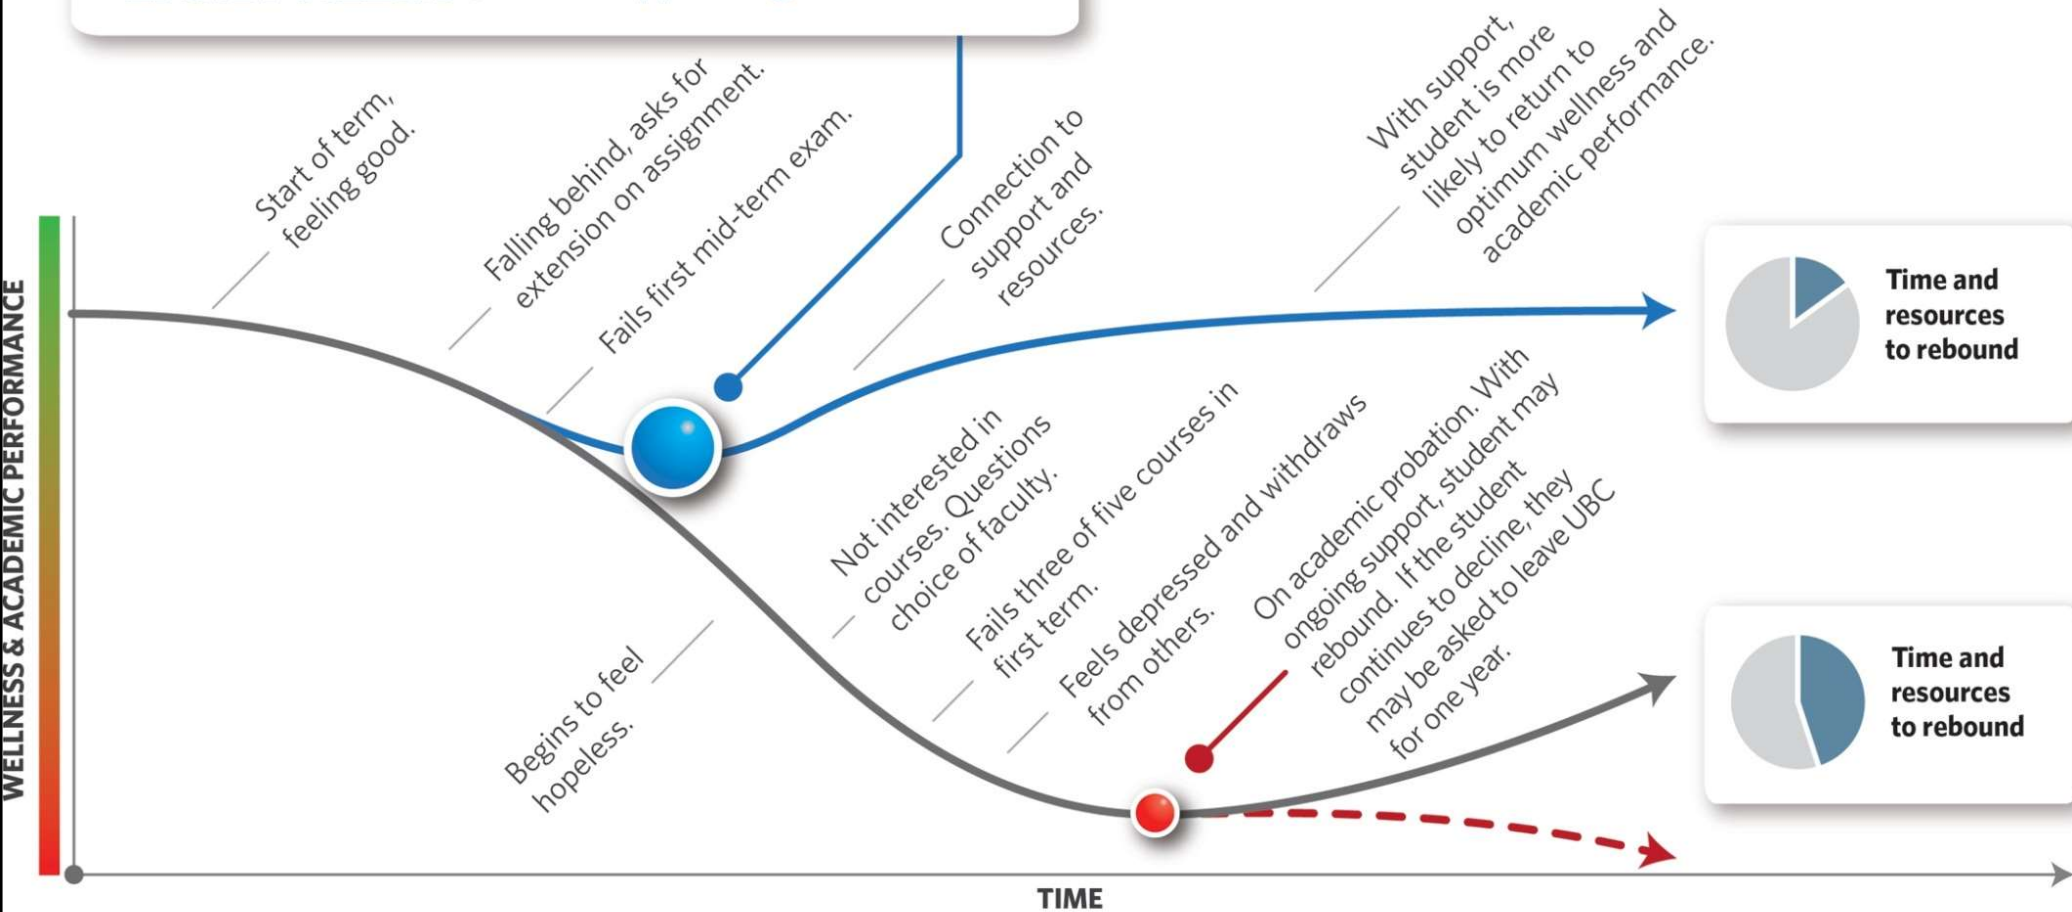 Start of term,
feeling good.
Falling behind, asks for
extension on assignment.
Fails first mid-term exam.
Connection to
support and
resources.
With support,
student is more
likely to return to
optimum wellness and
academic performance.
Time and
resources
to rebound
WELLNESS & ACADEMIC PERFORMANCE
Begins to feel
hopeless.
Not interested in
courses. Questions
choice of faculty.
Fails three of five courses in
first term.
Feels depressed and withdraws
from others.
On academic probation. With
ongoing support, student may
rebound. If the student
continues to decline, they
may be asked to leave UBC
for one year.
Time and
resources
to rebound
TIME